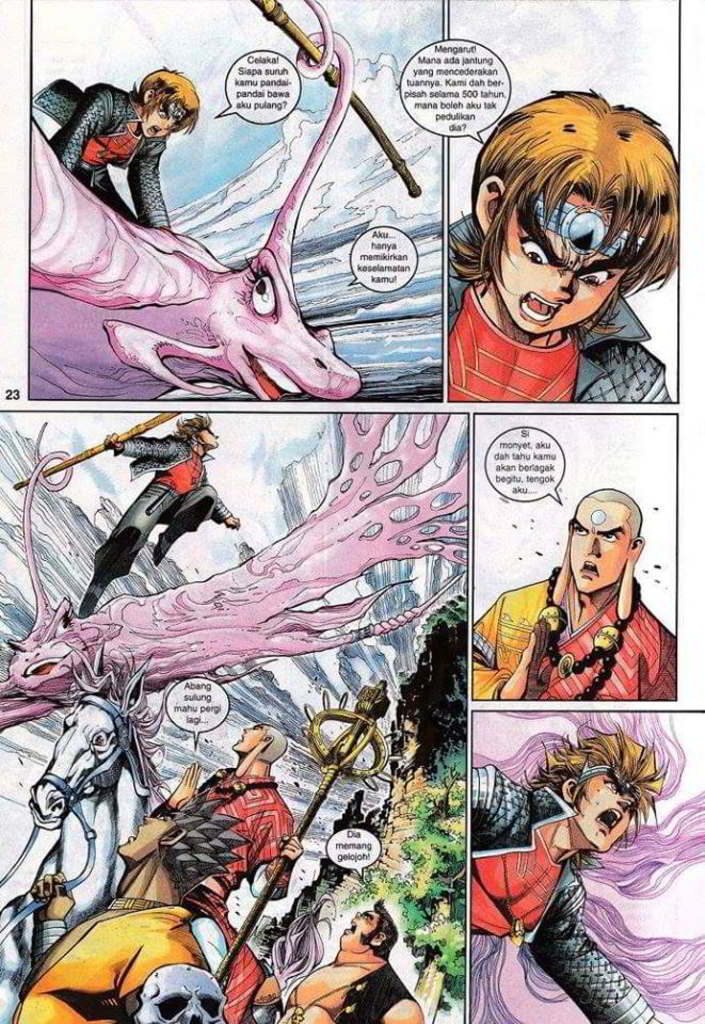 Celaka!
Siapa suruh
kamu pandai-
pandai bawa
aku pulang?
Aku...
hanya
memikirkan
keselamatan
kamu!
Mengarut!
Mana ada jantung
yang mencederakan
tuannya. Kami dah ber-
pisah selama 500 tahun,
mana boleh aku tak
pedulikan
dia?
23
Abang
sulung
mahu pergi
lagi...
Dia
memang
gelojoh!
Si
monyet, aku
dah tahu kamu
akan berlagak
begitu, tengok
aku....